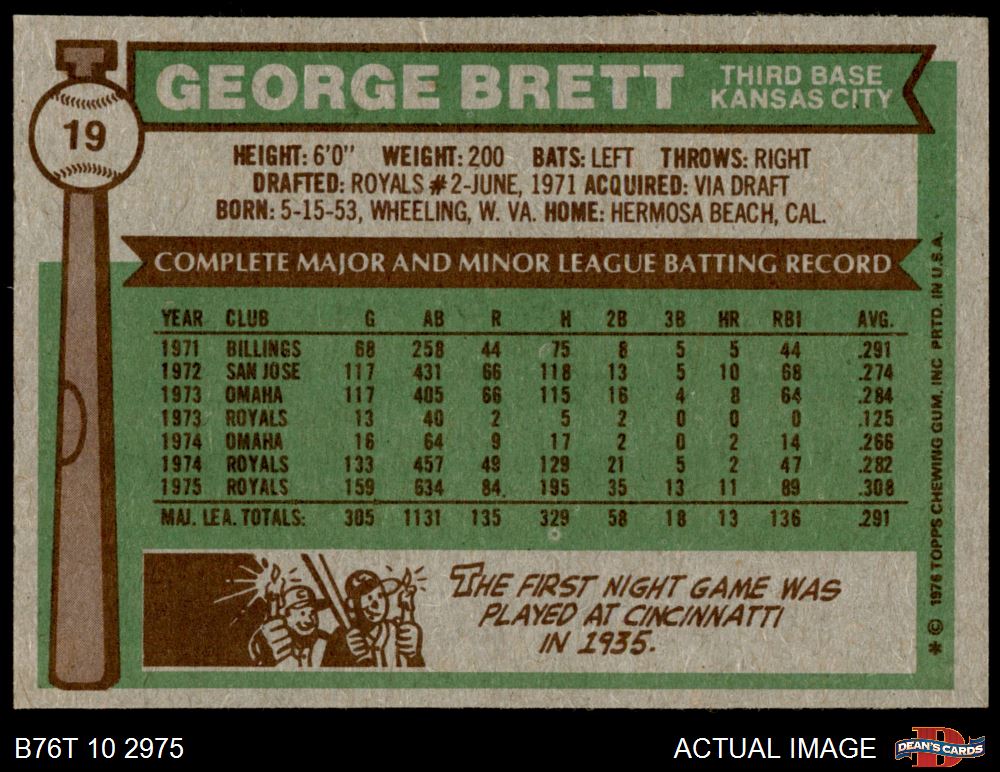 T
19
GEORGE BRETT
THIRD BASE
KANSAS CITY
HEIGHT: 6'0" WEIGHT: 200 BATS: LEFT THROWS: RIGHT
DRAFTED: ROYALS #2-JUNE, 1971 ACQUIRED: VIA DRAFT
BORN: 5-15-53, WHEELING, W. VA. HOME: HERMOSA BEACH, CAL.
COMPLETE MAJOR AND MINOR LEAGUE BATTING RECORD
YEAR CLUB G AB R H 2B 3B HR RBI AVG.
1971 BILLINGS 68 258 44 75 8 5 5 44 .291
1972 SAN JOSE 117 431 66 118 13 5 10 68 .274
1973 OMAHA 117 405 66 115 16 4 8 64 .284
1973 ROYALS 13 40 2 5 2 0 0 0 .125
1974 OMAHA 16 64 9 17 2 0 2 14 .266
1974 ROYALS 133 457 49 129 21 5 2 47 .282
1975 ROYALS 159 634 84 195 35 13 11 89 .308
MAJ. LEA. TOTALS: 305 1131 135 329 58 18 13 136 .291
THE FIRST NIGHT GAME WAS
PLAYED AT CINCINNATTI
IN 1935.
* © 1976 TOPPS CHEWING GUM, INC PRTD. IN U.S.A.
B76T 10 2975
ACTUAL IMAGE
D
DEAN'S CARDS